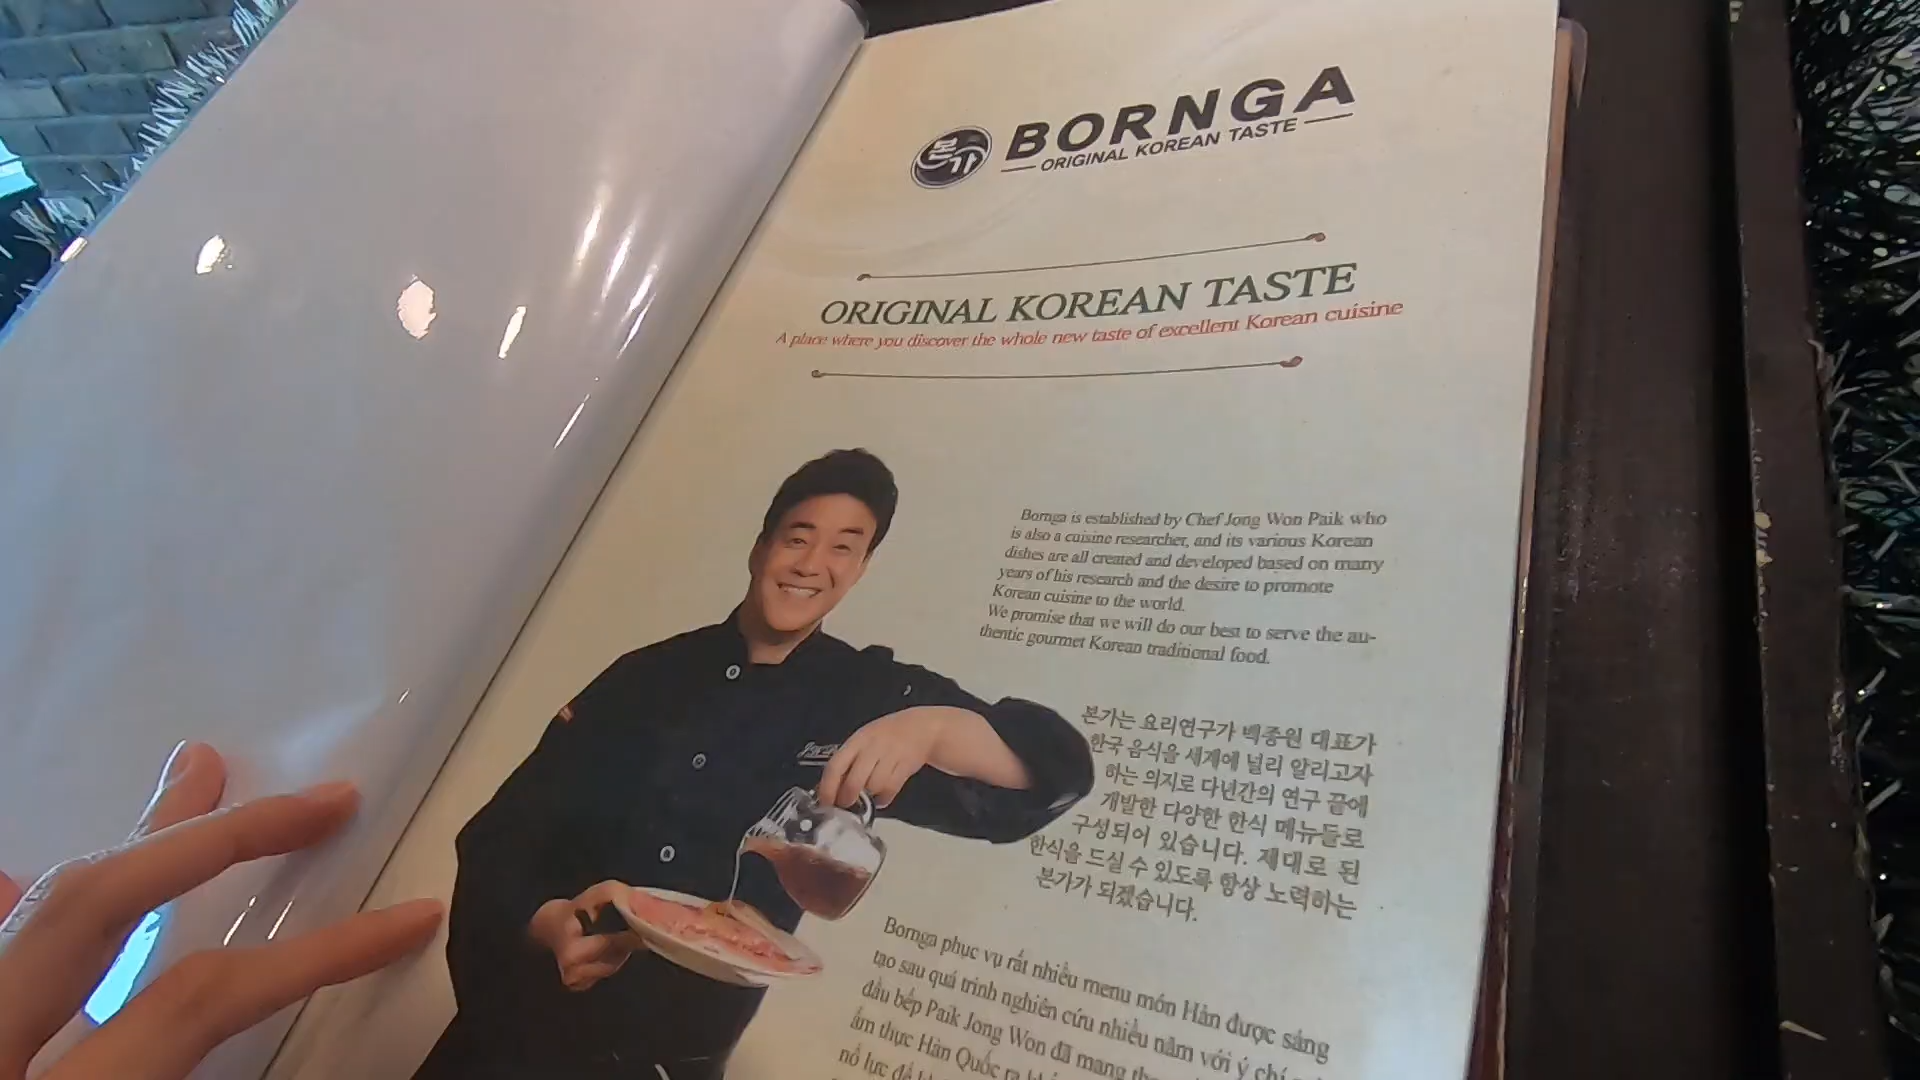 본가
BORNGA
ORIGINAL KOREAN TASTE
ORIGINAL KOREAN TASTE
A place where you discover the whole new taste of excellent Korean cuisine
Bornga is established by Chef Jong Won Paik who
is also a cuisine researcher, and its various Korean
dishes are all created and developed based on many
years of his research and the desire to promote
Korean cuisine to the world.
We promise that we will do our best to serve the au-
thentic gourmet Korean traditional food.
본가는 요리연구가 백종원 대표가
한국 음식을 세계에 널리 알리고자
하는 의지로 다년간의 연구 끝에
개발한 다양한 한식 메뉴들로
구성되어 있습니다. 제대로 된
한식을 드실 수 있도록 항상 노력하는
본가가 되겠습니다.
Bornga phục vụ rất nhiều menu món Hàn được sáng
tạo sau quá trình nghiên cứu nhiều năm với ý chí
đầu bếp Paik Jong Won đã mang
ẩm thực Hàn Quốc ra
nổ lực để